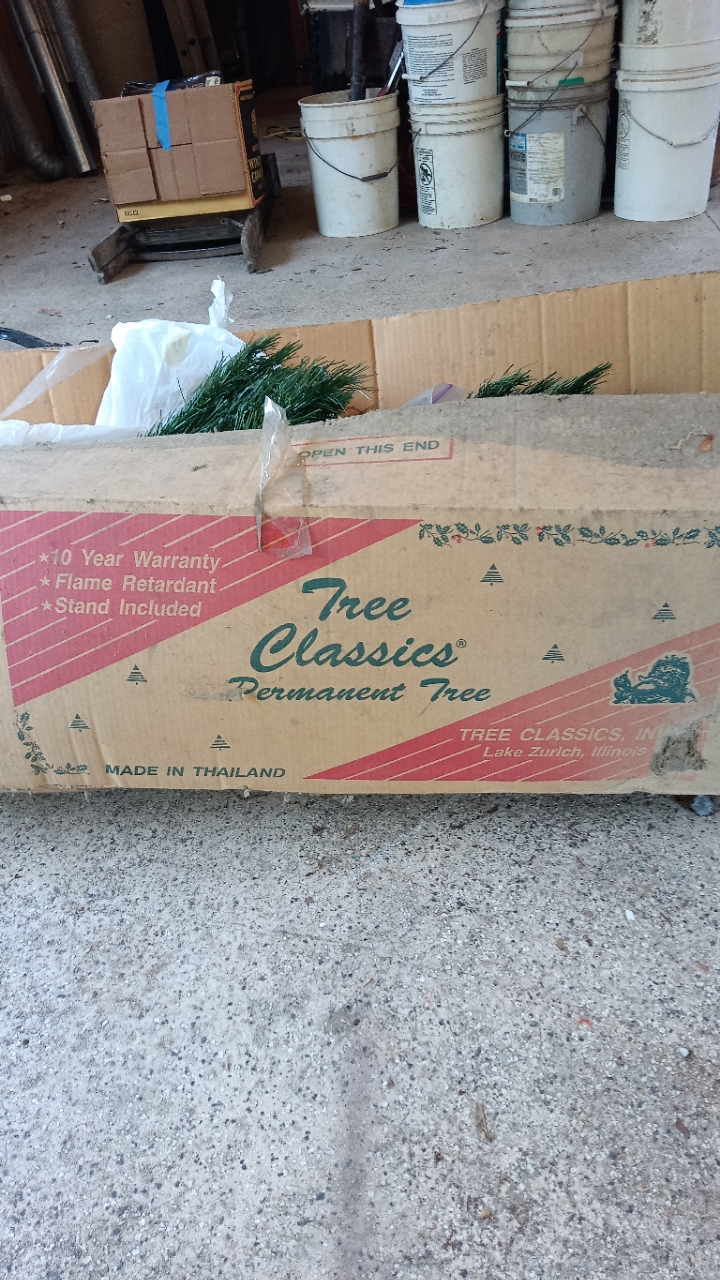 OPEN THIS END
★10 Year Warranty
★Flame Retardant
★Stand Included
Tree
Classics®
Permanent Tree
TREE CLASSICS, IN
Lake Zurich, Illinois
MADE IN THAILAND